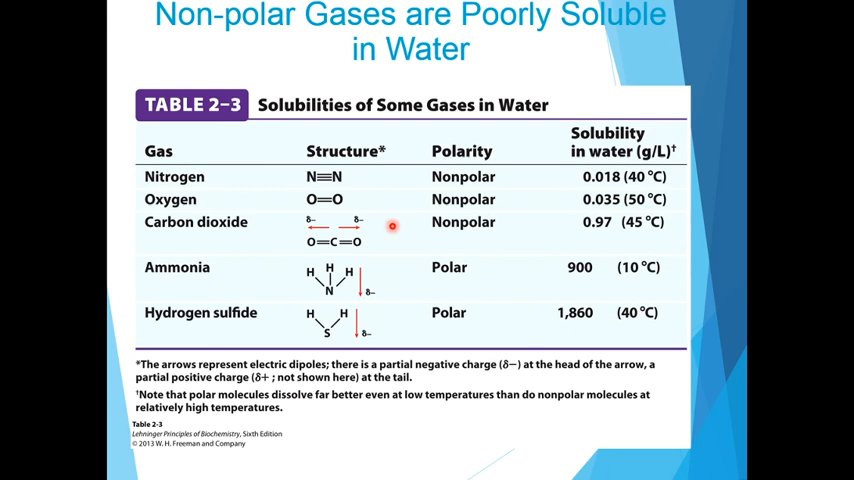 Non-polar Gases are Poorly Soluble
in Water
TABLE 2–3 Solubilities of Some Gases in Water
Gas Structure* Polarity Solubility in water (g/L)†
Nitrogen N≡N Nonpolar 0.018 (40 °C)
Oxygen O=O Nonpolar 0.035 (50 °C)
Carbon dioxide δ– δ– Nonpolar 0.97 (45 °C)
O=C=O
Ammonia H H H Polar 900 (10 °C)
N δ–
Hydrogen sulfide H H Polar 1,860 (40 °C)
S δ–
*The arrows represent electric dipoles; there is a partial negative charge (δ−) at the head of the arrow, a
partial positive charge (δ+ ; not shown here) at the tail.
†Note that polar molecules dissolve far better even at low temperatures than do nonpolar molecules at
relatively high temperatures.
Table 2-3
Lehninger Principles of Biochemistry, Sixth Edition
© 2013 W. H. Freeman and Company